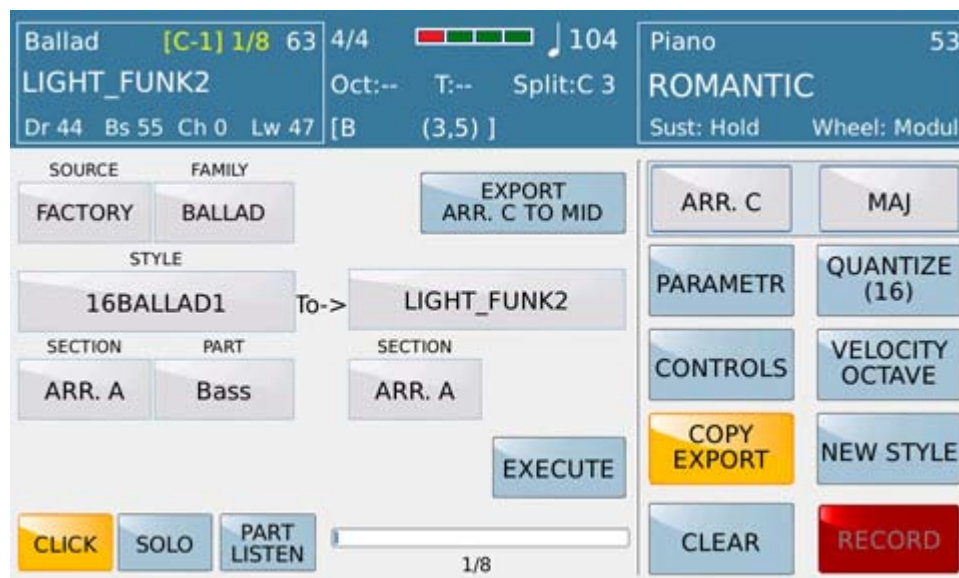 Ballad [C-1] 1/8 63 4/4 104 Piano 53
LIGHT_FUNK2 Oct:-- T:-- Split:C 3 ROMANTIC
Dr 44 Bs 55 Ch 0 Lw 47 [B (3,5) ] Sust: Hold Wheel: Modul
SOURCE FAMILY
FACTORY BALLAD EXPORT
ARR. C TO MID
ARR. C MAJ
STYLE
16BALLAD1 To-> LIGHT_FUNK2
PARAMETR QUANTIZE
(16)
SECTION PART SECTION
ARR. A Bass ARR. A
CONTROLS VELOCITY
OCTAVE
EXECUTE
COPY
EXPORT
NEW STYLE
CLICK SOLO PART
LISTEN
1/8
CLEAR RECORD